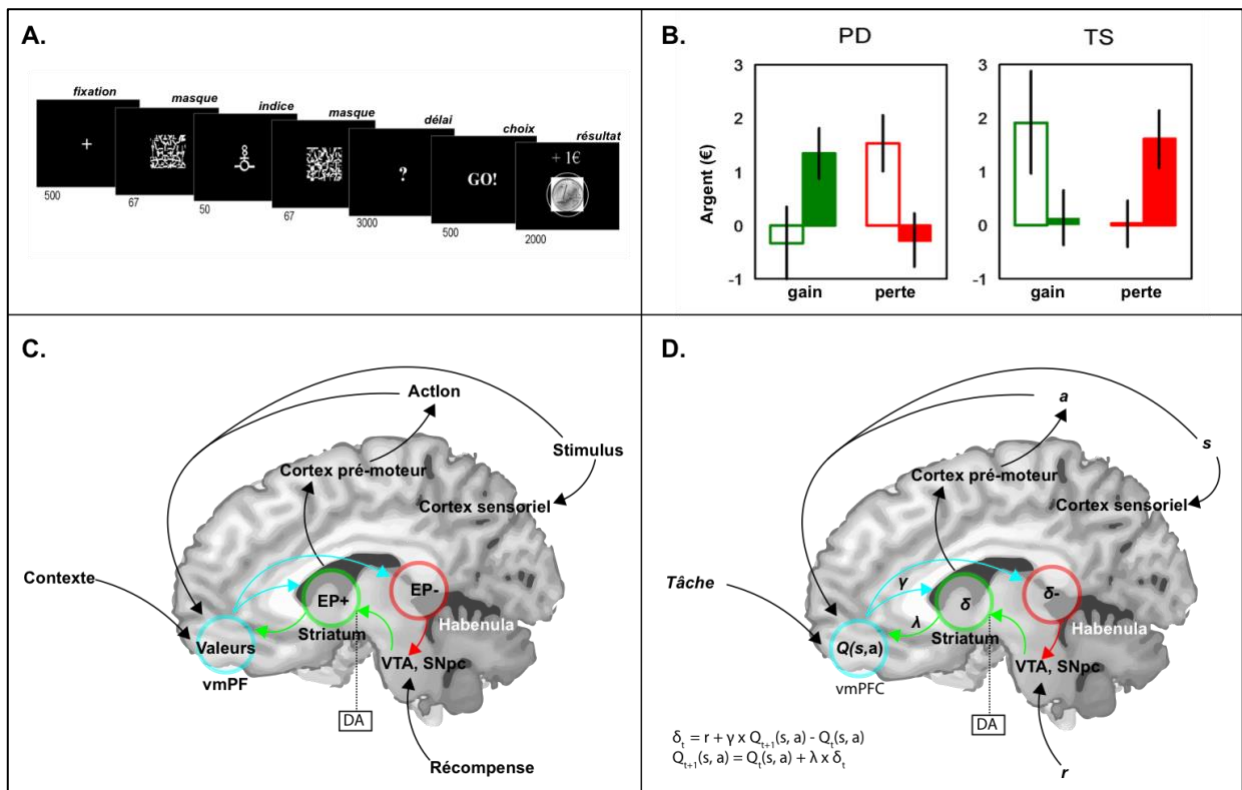 A.
fixation
masque
indice
masque
délai
choix
résultat
+
?
GO!
+ 1€
500
67
50
67
3000
500
2000
B.
PD
TS
Argent (€)
3
2
1
0
-1
gain
perte
3
2
1
0
-1
gain
perte
C.
ActIon
Stimulus
Cortex pré-moteur
Cortex sensoriel
Contexte
EP+
EP-
Striatum
Habenula
Valeurs
vmPF
VTA, SNpc
DA
Récompense
D.
a
s
Cortex pré-moteur
Cortex sensoriel
Tâche
γ
δ
δ-
λ
Striatum
Habenula
Q(s,a)
vmPFC
VTA, SNpc
DA
δt = r + γ x Qt+1(s, a) - Qt(s, a)
Qt+1(s, a) = Qt(s, a) + λ x δt
r